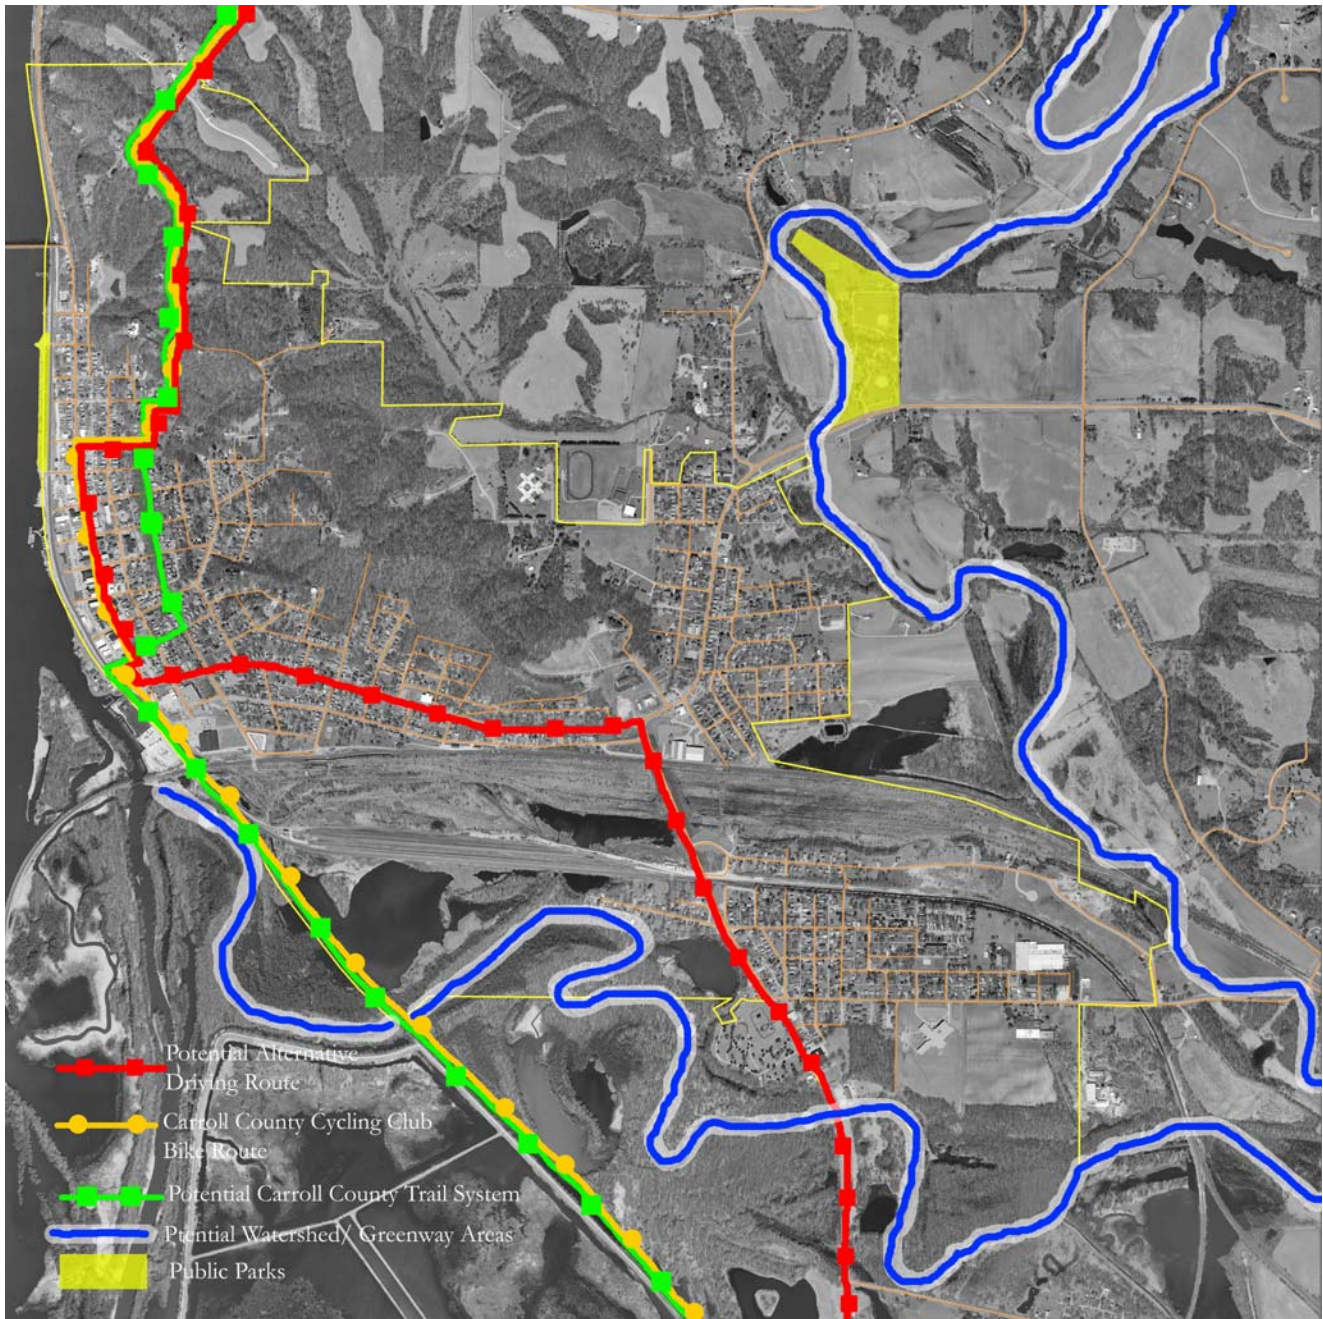 Potential Alternative
Driving Route
Carroll County Cycling Club
Bike Route
Potential Carroll County Trail System
Ptential Watershed/ Greenway Areas
Public Parks